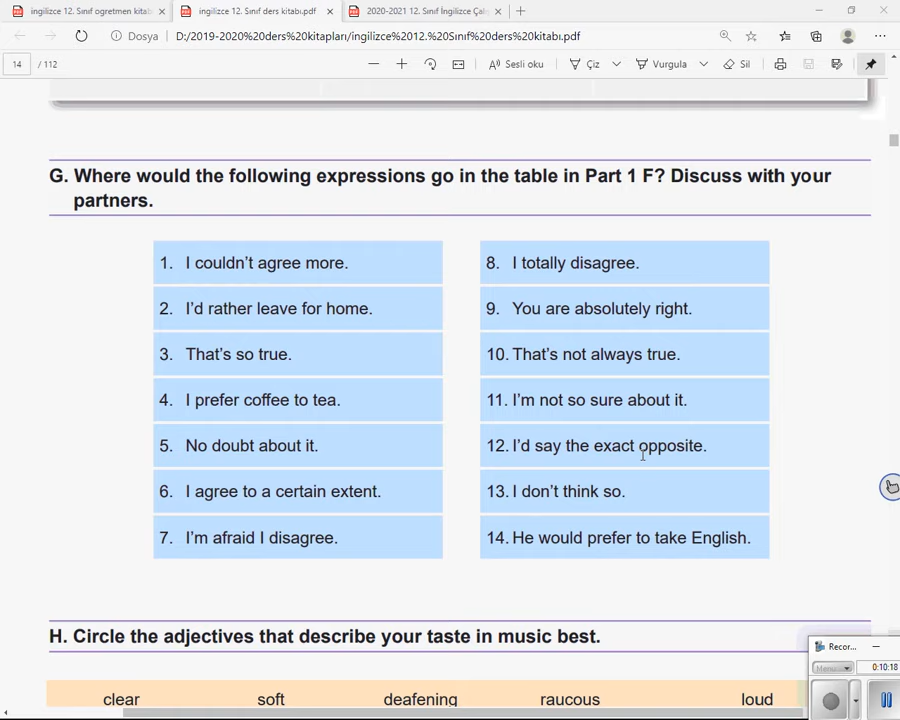 ingilizce 12. Sınıf ogretmen kitab
ingilizce 12. Sınıf ders kitabı.pdf
2020-2021 12. Sınıf İngilizce Çalı
Dosya
D:/2019-2020%20ders%20kitapları/ingilizce%2012.%20Sınıf%20ders%20kitabı.pdf
14 / 112
Sesli oku
Çiz
Vurgula
Sil
G. Where would the following expressions go in the table in Part 1 F? Discuss with your
partners.
1. I couldn't agree more.
2. I'd rather leave for home.
3. That's so true.
4. I prefer coffee to tea.
5. No doubt about it.
6. I agree to a certain extent.
7. I'm afraid I disagree.
8. I totally disagree.
9. You are absolutely right.
10. That's not always true.
11. I'm not so sure about it.
12. I'd say the exact opposite.
13. I don't think so.
14. He would prefer to take English.
H. Circle the adjectives that describe your taste in music best.
clear soft deafening raucous loud
Recor...
Menu
0:10:18